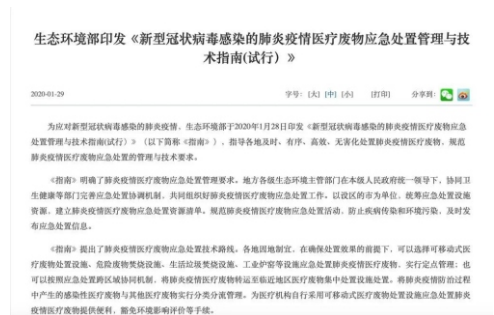 生态环境部印发《新型冠状病毒感染的肺炎疫情医疗废物应急处置管理与技
术指南(试行）》
2020-01-29 字号：[大] [中] [小] [打印] 分享到：
为应对新型冠状病毒感染的肺炎疫情，生态环境部于2020年1月28日印发《新型冠状病毒感染的肺炎疫情医疗废物应急
处置管理与技术指南(试行)》（以下简称《指南》），指导各地及时、有序、高效、无害化处置肺炎疫情医疗废物，规范
肺炎疫情医疗废物应急处置的管理与技术要求。
《指南》明确了肺炎疫情医疗废物应急处置管理要求。地方各级生态环境主管部门在本级人民政府统一领导下，协同卫
生健康等部门完善应急处置协调机制，共同组织好肺炎疫情医疗废物应急处置工作。以设区的市为单位，统筹应急处置设施
资源，建立肺炎疫情医疗废物应急处置资源清单。规范肺炎疫情医疗废物应急处置活动，防止疾病传染和环境污染，及时发
布应急处置信息。
《指南》提出了肺炎疫情医疗废物应急处置技术路线。各地因地制宜，在确保处置效果的前提下，可以选择可移动式医
疗废物处置设施、危险废物焚烧设施、生活垃圾焚烧设施、工业炉窑等设施应急处置肺炎疫情医疗废物，实行定点管理；也
可以按照应急处置跨区域协同机制，将肺炎疫情医疗废物转运至临近地区医疗废物集中处置设施处置。将肺炎疫情防治过程
中产生的感染性医疗废物与其他医疗废物实行分类分流管理。为医疗机构自行采用可移动式医疗废物处置设施应急处置肺炎
疫情医疗废物提供便利，豁免环境影响评价等手续。